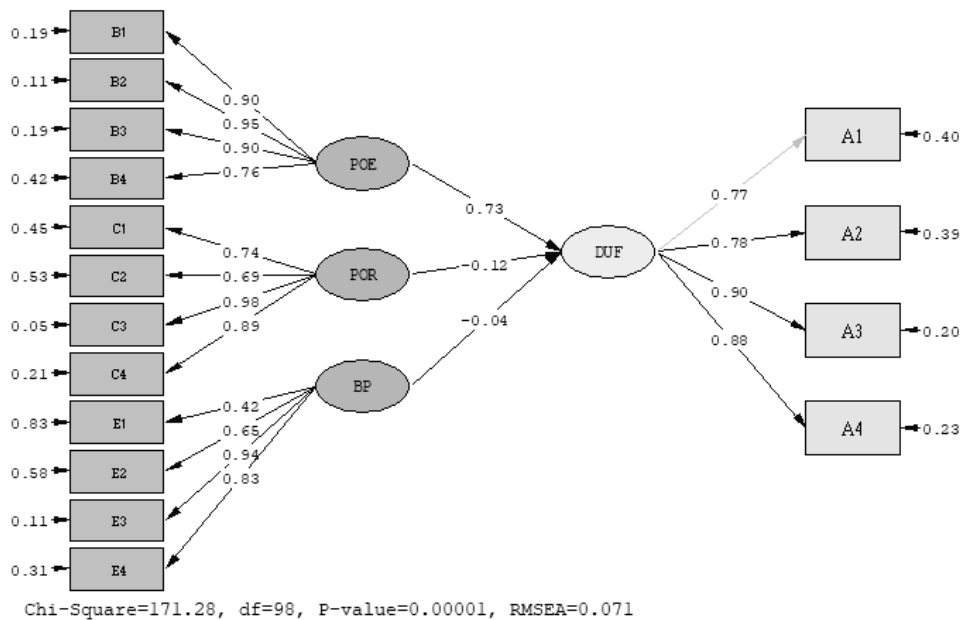 0.19 B1
0.11 B2
0.19 B3
0.42 B4
0.45 C1
0.53 C2
0.05 C3
0.21 C4
0.83 E1
0.58 E2
0.11 E3
0.31 E4
0.90
0.95
0.90
0.76
0.74
0.69
0.98
0.89
0.42
0.65
0.94
0.83
POE
POR
BP
0.73
-0.12
-0.04
DUF
0.77
0.78
0.90
0.88
A1 0.40
A2 0.39
A3 0.20
A4 0.23
Chi-Square=171.28, df=98, P-value=0.00001, RMSEA=0.071